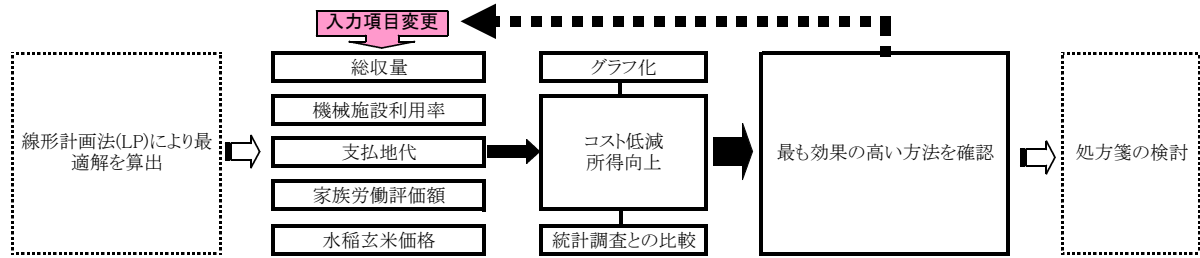 入力項目変更
線形計画法(LP)により最
適解を算出
総収量
機械施設利用率
支払地代
家族労働評価額
水稲玄米価格
グラフ化
コスト低減
所得向上
統計調査との比較
最も効果の高い方法を確認
処方箋の検討